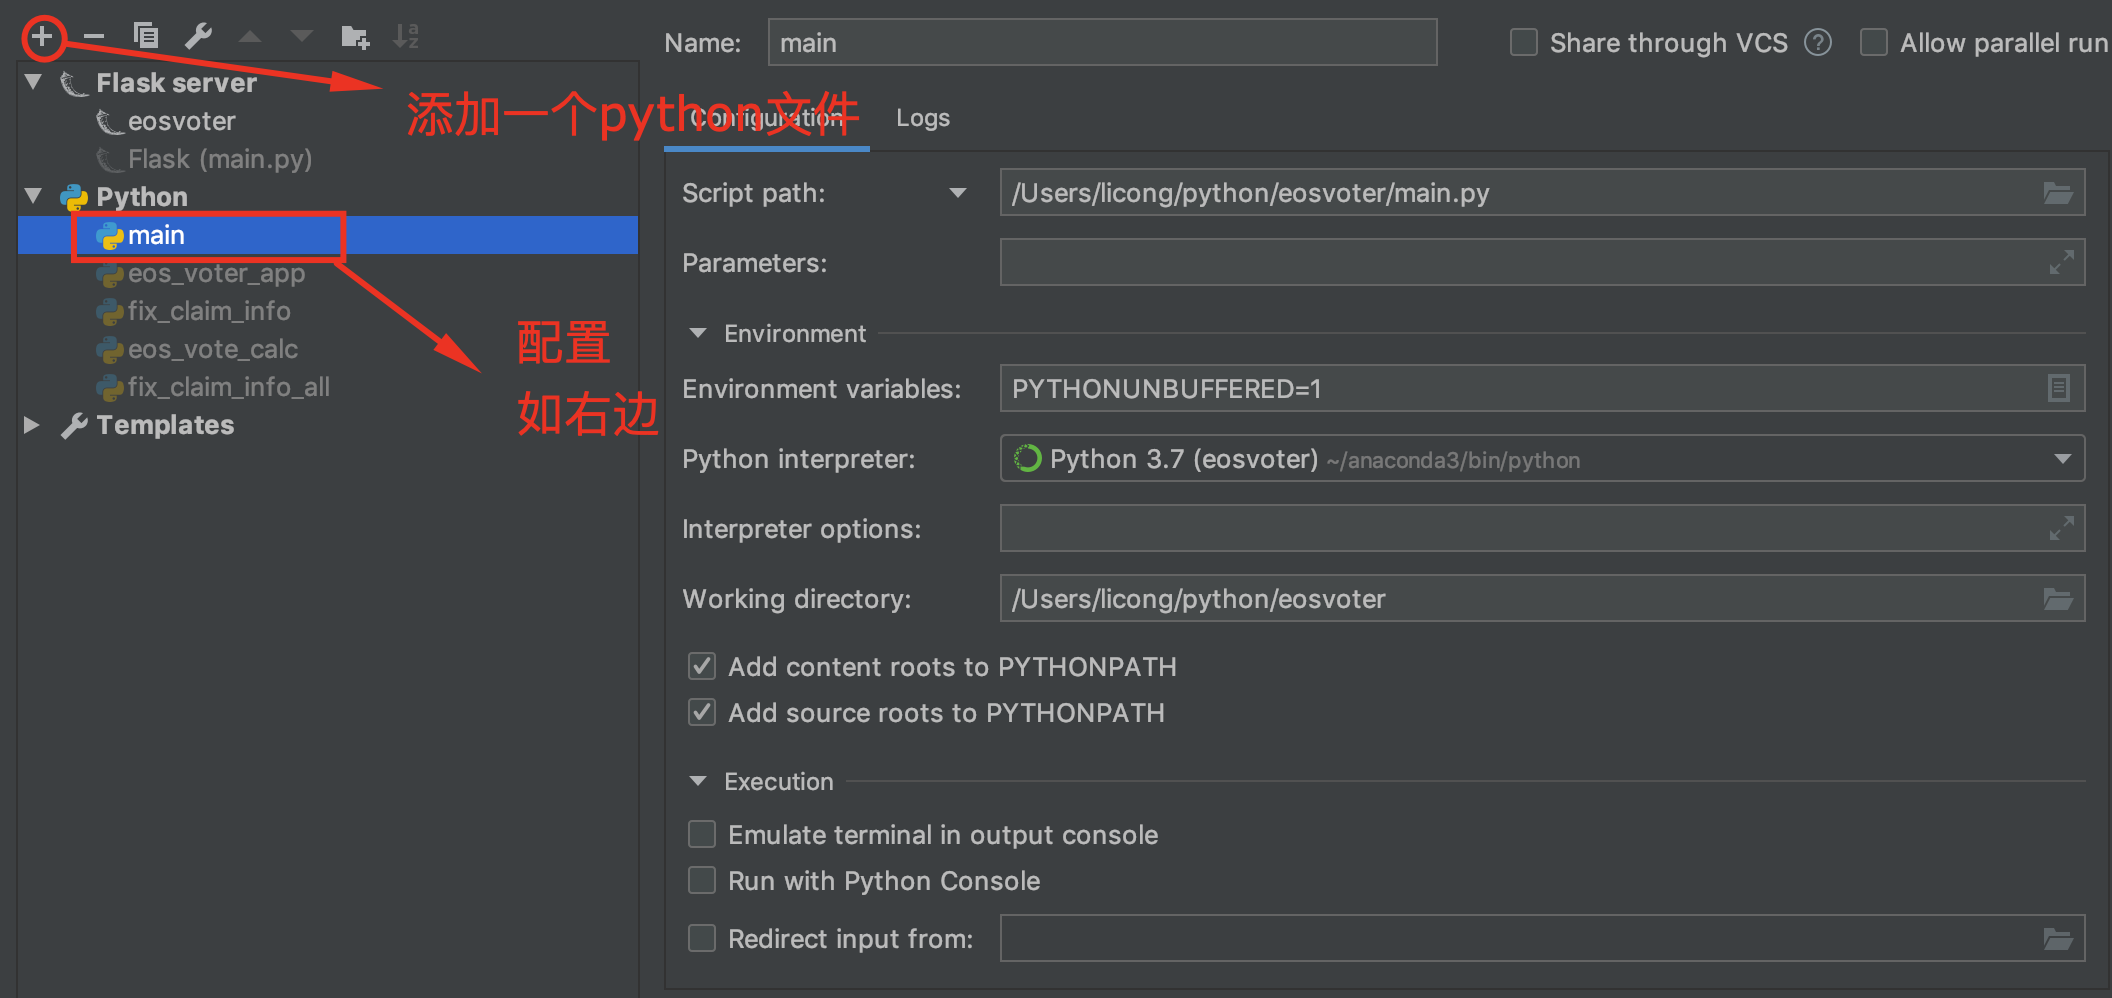 Name: main Share through VCS ? Allow parallel run
Flask server
eosvoter
Flask (main.py)
Python
main
eos_voter_app
fix_claim_info
eos_vote_calc
fix_claim_info_all
Templates
添加一个python文件
配置
如右边
Configuration Logs
Script path: /Users/licong/python/eosvoter/main.py
Parameters:
Environment
Environment variables: PYTHONUNBUFFERED=1
Python interpreter: Python 3.7 (eosvoter) ~/anaconda3/bin/python
Interpreter options:
Working directory: /Users/licong/python/eosvoter
Add content roots to PYTHONPATH
Add source roots to PYTHONPATH
Execution
Emulate terminal in output console
Run with Python Console
Redirect input from: